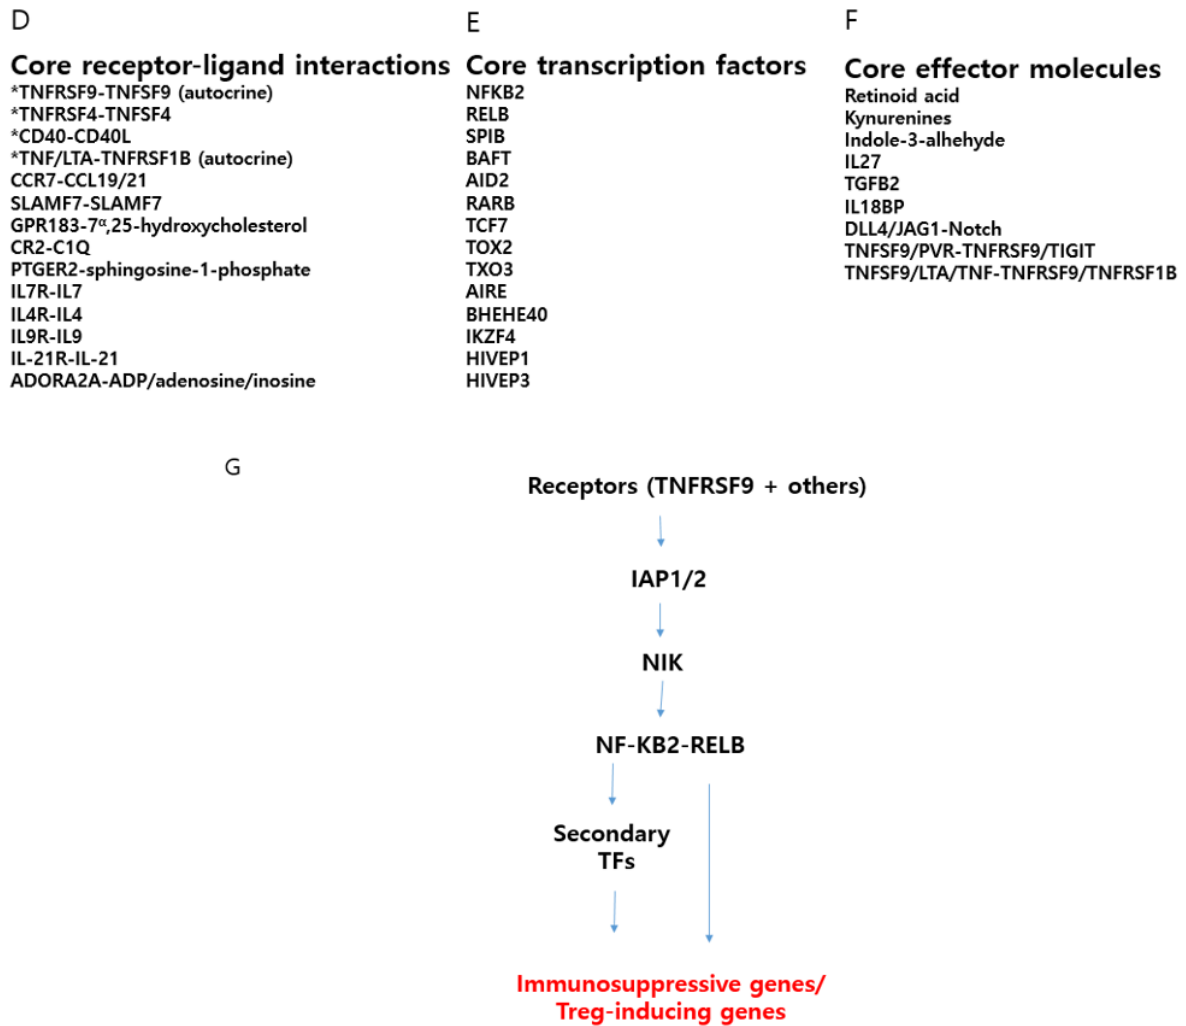 D
Core receptor-ligand interactions
*TNFRSF9-TNFSF9 (autocrine)
*TNFRSF4-TNFSF4
*CD40-CD40L
*TNF/LTA-TNFRSF1B (autocrine)
CCR7-CCL19/21
SLAMF7-SLAMF7
GPR183-7α,25-hydroxycholesterol
CR2-C1Q
PTGER2-sphingosine-1-phosphate
IL7R-IL7
IL4R-IL4
IL9R-IL9
IL-21R-IL-21
ADORA2A-ADP/adenosine/inosine
E
Core transcription factors
NFKB2
RELB
SPIB
BAFT
AID2
RARB
TCF7
TOX2
TXO3
AIRE
BHEHE40
IKZF4
HIVEP1
HIVEP3
F
Core effector molecules
Retinoid acid
Kynurenines
Indole-3-alhehyde
IL27
TGFB2
IL18BP
DLL4/JAG1-Notch
TNFSF9/PVR-TNFRSF9/TIGIT
TNFSF9/LTA/TNF-TNFRSF9/TNFRSF1B
G
Receptors (TNFRSF9 + others)
IAP1/2
NIK
NF-KB2-RELB
Secondary
TFs
Immunosuppressive genes/
Treg-inducing genes